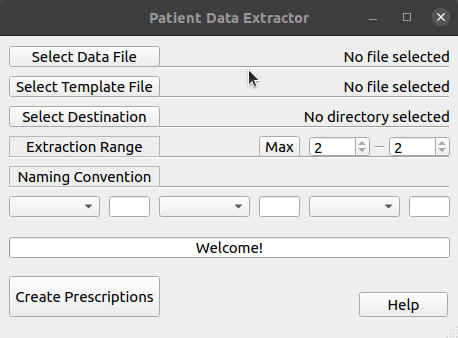 Patient Data Extractor
Select Data File No file selected
Select Template File No file selected
Select Destination No directory selected
Extraction Range Max 2 — 2
Naming Convention
Welcome!
Create Prescriptions Help